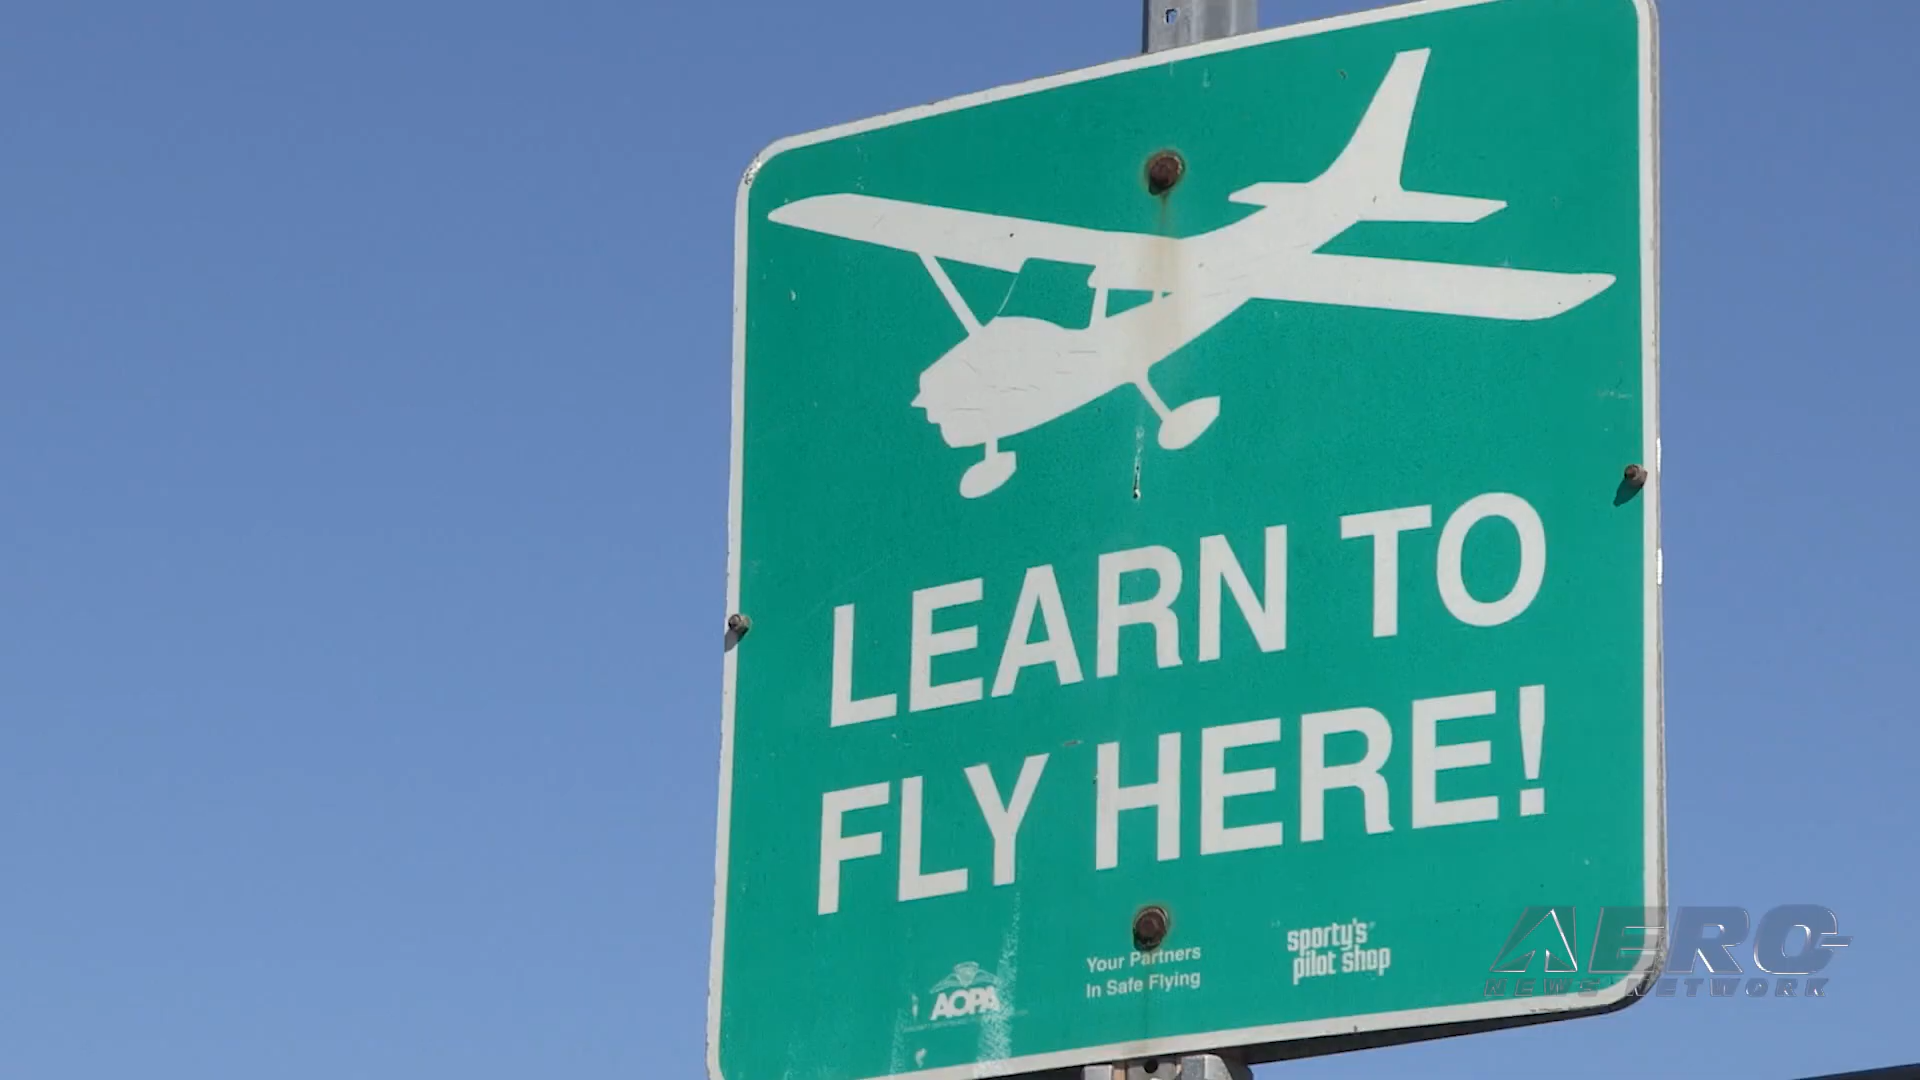 LEARN TO
FLY HERE!
AOPA
Your Partners
In Safe Flying
sporty's
pilot shop
AERO
NEWS NETWORK